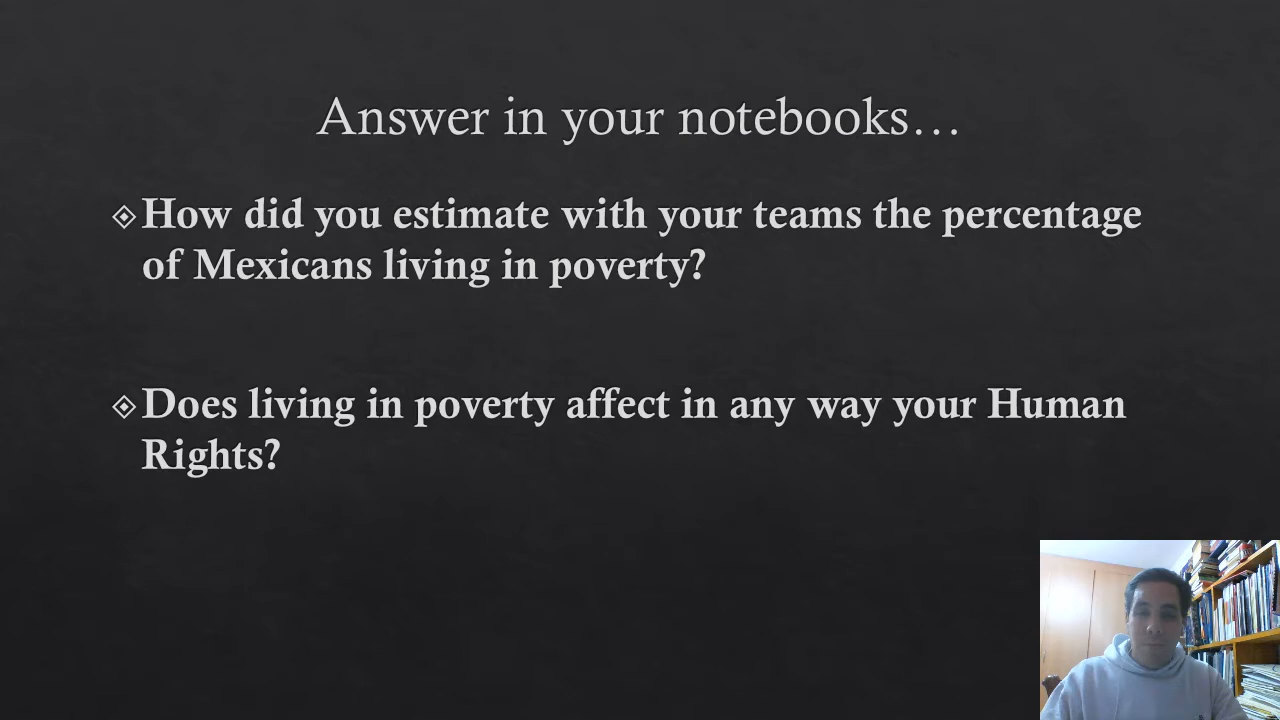 Answer in your notebooks…
How did you estimate with your teams the percentage
of Mexicans living in poverty?
Does living in poverty affect in any way your Human
Rights?